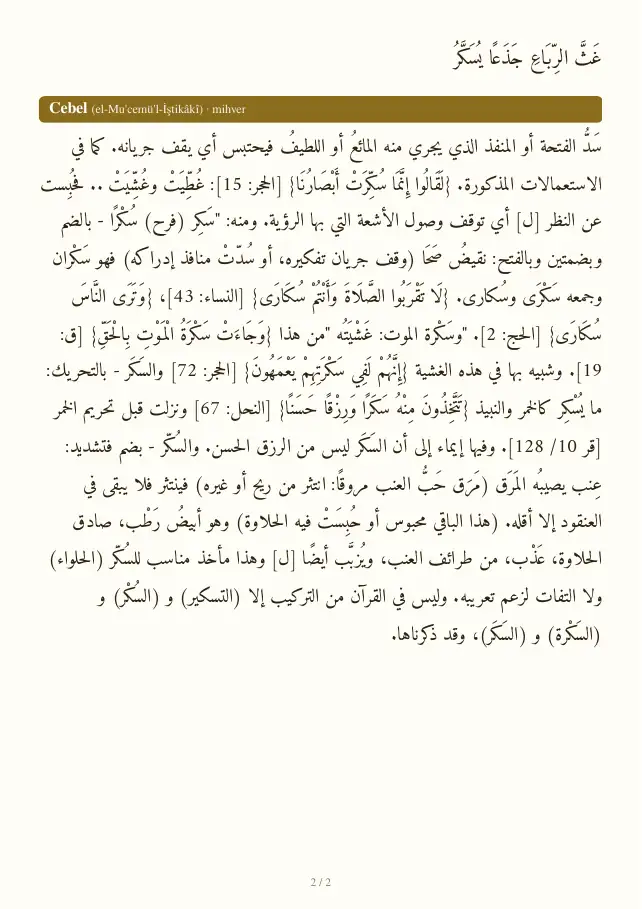 غَثَّ الرِّبَاعِ جَذَعًا يُسَكَّرُ
Cebel (el-Mu'cemü'l-İştikâkî) · mihver
سَدُّ الفتحة أو المنفذ الذي يجري منه المائعُ أو اللطيفُ فيحتبس أي يقف جريانه. كما في
الاستعمالات المذكورة. {لَقَالُوا إِنَّمَا سُكِّرَتْ أَبْصَارُنَا} [الحجر: 15]: غُطِّيَتْ وغُشِّيَتْ .. فحُبِست
عن النظر [ل] أي توقف وصول الأشعة التي بها الرؤية. ومنه: "سَكِر (فرح) سُكْرًا - بالضم
وبضمتين وبالفتح: نقيضُ صَحَا (وقف جريان تفكيره، أو سُدّتْ منافذ إدراكه) فهو سَكْران
وجمعه سَكْرَى وسُكارى. {لَا تَقْرَبُوا الصَّلَاةَ وَأَنْتُمْ سُكَارَى} [النساء: 43]، {وَتَرَى النَّاسَ
سُكَارَى} [الحج: 2]. "وسَكْرة الموت: غَشْيَتُه "من هذا {وَجَاءَتْ سَكْرَةُ الْمَوْتِ بِالْحَقِّ} [ق:
19]. وشبيه بها في هذه الغشية {إِنَّهُمْ لَفِي سَكْرَتِهِمْ يَعْمَهُونَ} [الحجر: 72] والسَكَر - بالتحريك:
ما يُسْكِر كالخمر والنبيذ {تَتَّخِذُونَ مِنْهُ سَكَرًا وَرِزْقًا حَسَنًا} [النحل: 67] ونزلت قبل تحريم الخمر
[قر 10/ 128]. وفيها إيماء إلى أن السَكَر ليس من الرزق الحسن. والسُكّر - بضم فتشديد:
عِنب يصيبُه المَرَق (مَرَق حَبُّ العنب مروقًا: انتثر من ريح أو غيره) فينتثر فلا يبقى في
العنقود إلا أقله. (هذا الباقي محبوس أو حُبِسَتْ فيه الحلاوة) وهو أبيضُ رَطْب، صادق
الحلاوة، عَذْب، من طرائف العنب، ويُزبَّب أيضًا [ل] وهذا مأخذ مناسب للسُكّر (الحلواء)
ولا التفات لزعم تعريبه. وليس في القرآن من التركيب إلا (التسكير) و (السُكْر) و
(السَكْرة) و (السَكَر)، وقد ذكرناها.
2 / 2